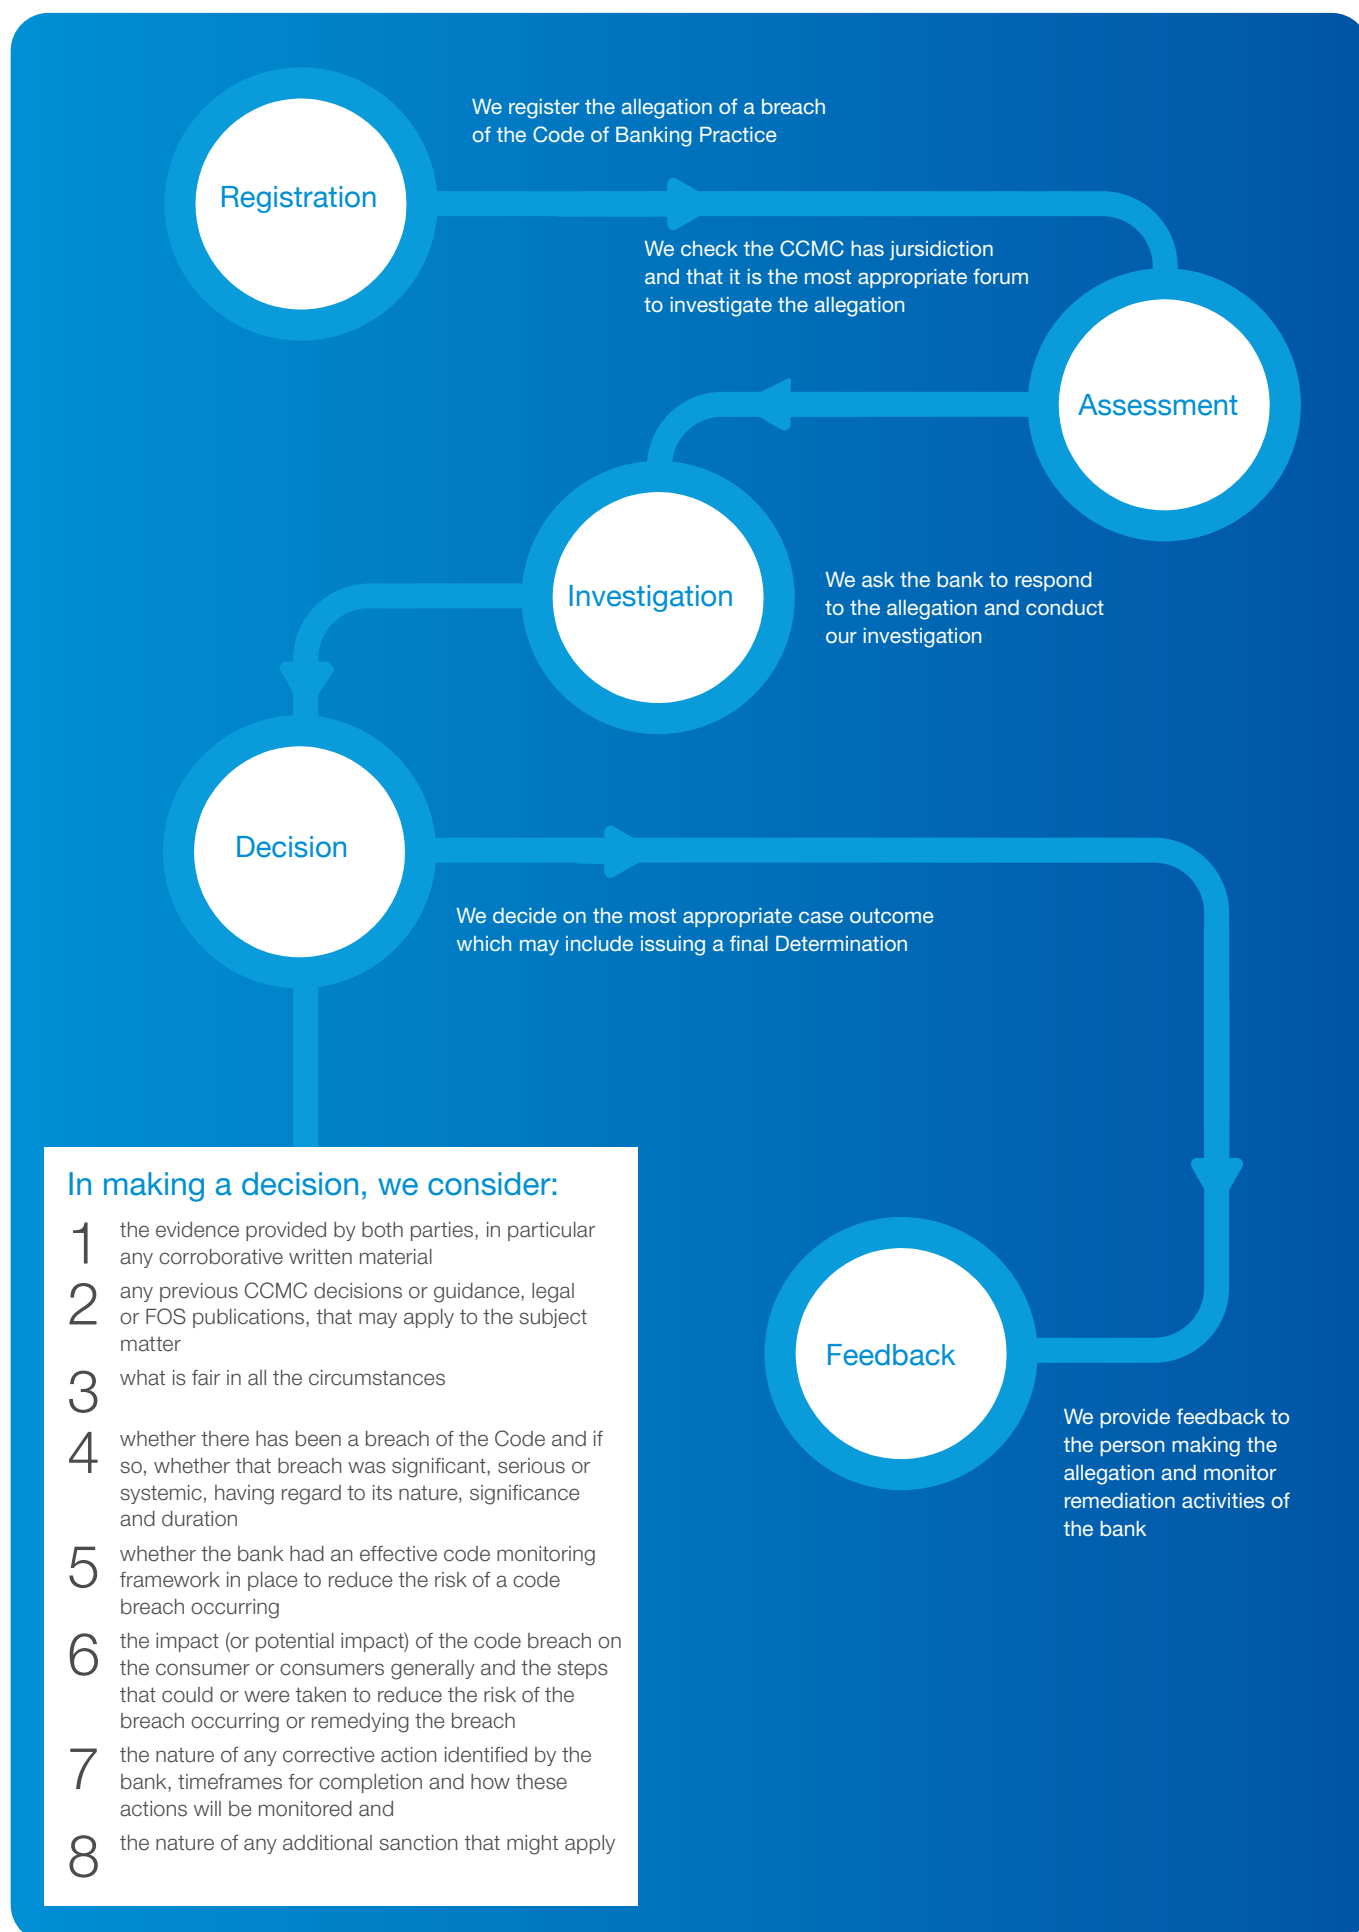 We register the allegation of a breach
of the Code of Banking Practice
Registration
We check the CCMC has jursidiction
and that it is the most appropriate forum
to investigate the allegation
Assessment
Investigation
We ask the bank to respond
to the allegation and conduct
our investigation
Decision
We decide on the most appropriate case outcome
which may include issuing a final Determination
In making a decision, we consider:
1 the evidence provided by both parties, in particular
any corroborative written material
2 any previous CCMC decisions or guidance, legal
or FOS publications, that may apply to the subject
matter
3 what is fair in all the circumstances
4 whether there has been a breach of the Code and if
so, whether that breach was significant, serious or
systemic, having regard to its nature, significance
and duration
5 whether the bank had an effective code monitoring
framework in place to reduce the risk of a code
breach occurring
6 the impact (or potential impact) of the code breach on
the consumer or consumers generally and the steps
that could or were taken to reduce the risk of the
breach occurring or remedying the breach
7 the nature of any corrective action identified by the
bank, timeframes for completion and how these
actions will be monitored and
8 the nature of any additional sanction that might apply
Feedback
We provide feedback to
the person making the
allegation and monitor
remediation activities of
the bank